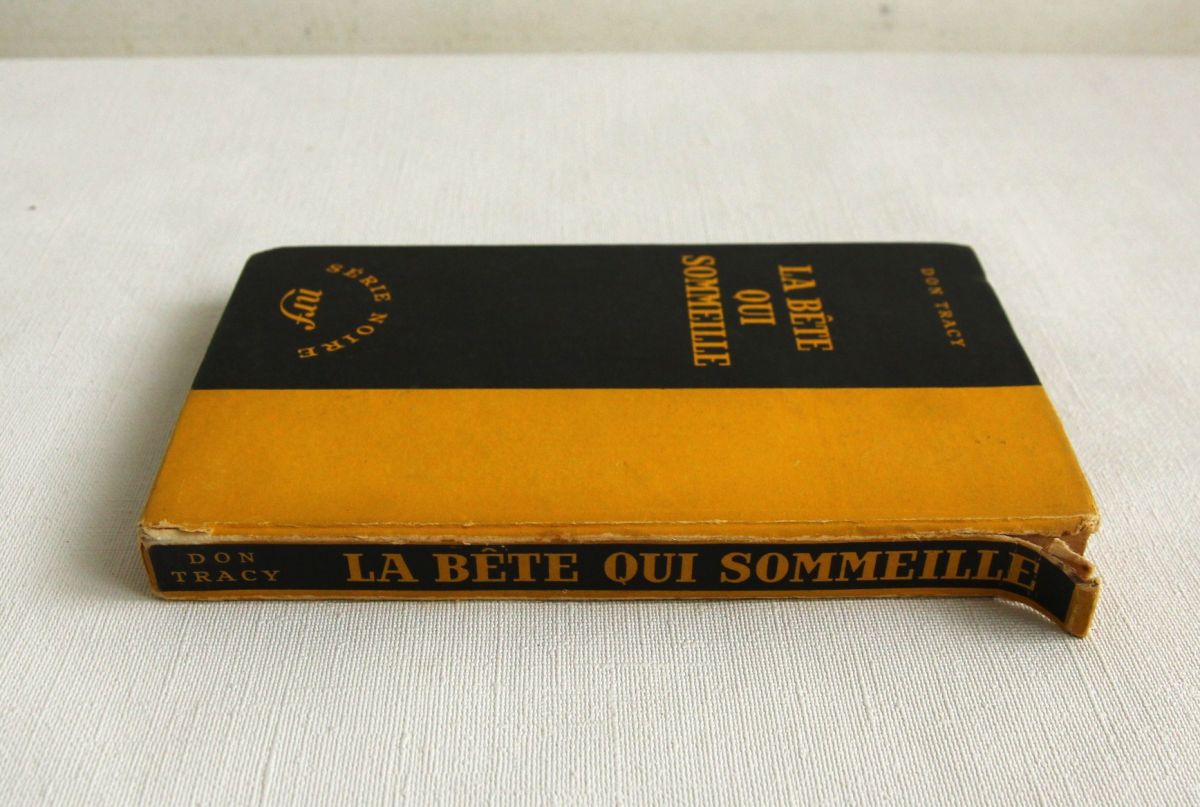 DON TRACY
LA BÊTE
QUI
SOMMEILLE
SÉRIE NOIRE
nrf
DON
TRACY
LA BÊTE QUI SOMMEILLE